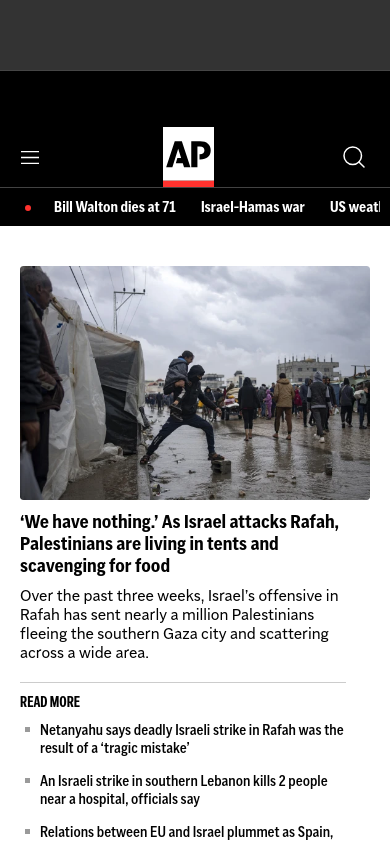 AP
Bill Walton dies at 71 Israel-Hamas war US weat
‘We have nothing.’ As Israel attacks Rafah,
Palestinians are living in tents and
scavenging for food
Over the past three weeks, Israel’s offensive in
Rafah has sent nearly a million Palestinians
fleeing the southern Gaza city and scattering
across a wide area.
READ MORE
Netanyahu says deadly Israeli strike in Rafah was the
result of a ‘tragic mistake’
An Israeli strike in southern Lebanon kills 2 people
near a hospital, officials say
Relations between EU and Israel plummet as Spain,